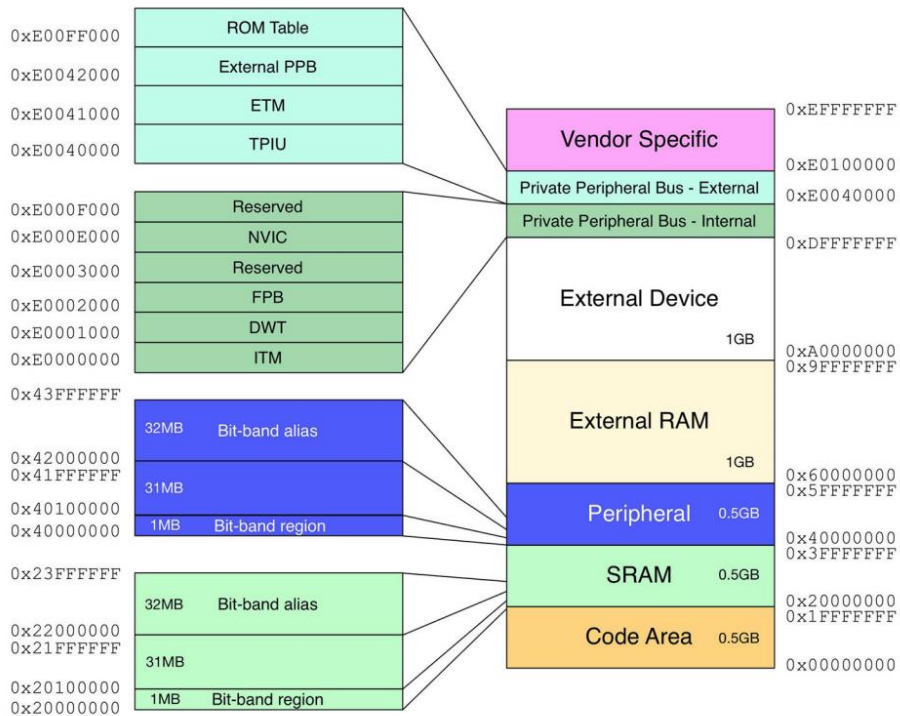 0xE00FF000
ROM Table
0xE0042000
External PPB
0xE0041000
ETM
0xE0040000
TPIU
0xE000F000
Reserved
0xE000E000
NVIC
0xE0003000
Reserved
0xE0002000
FPB
0xE0001000
DWT
0xE0000000
ITM
0x43FFFFFF
32MB Bit-band alias
0x42000000
0x41FFFFFF
31MB
0x40100000
0x40000000
1MB Bit-band region
0x23FFFFFF
32MB Bit-band alias
0x22000000
0x21FFFFFF
31MB
0x20100000
0x20000000
1MB Bit-band region
0xEFFFFFFF
Vendor Specific
0xE0100000
Private Peripheral Bus - External
0xE0040000
Private Peripheral Bus - Internal
0xDFFFFFFF
External Device
1GB
0xA0000000
0x9FFFFFFF
External RAM
1GB
0x60000000
0x5FFFFFFF
Peripheral 0.5GB
0x40000000
0x3FFFFFFF
SRAM 0.5GB
0x20000000
0x1FFFFFFF
Code Area 0.5GB
0x00000000